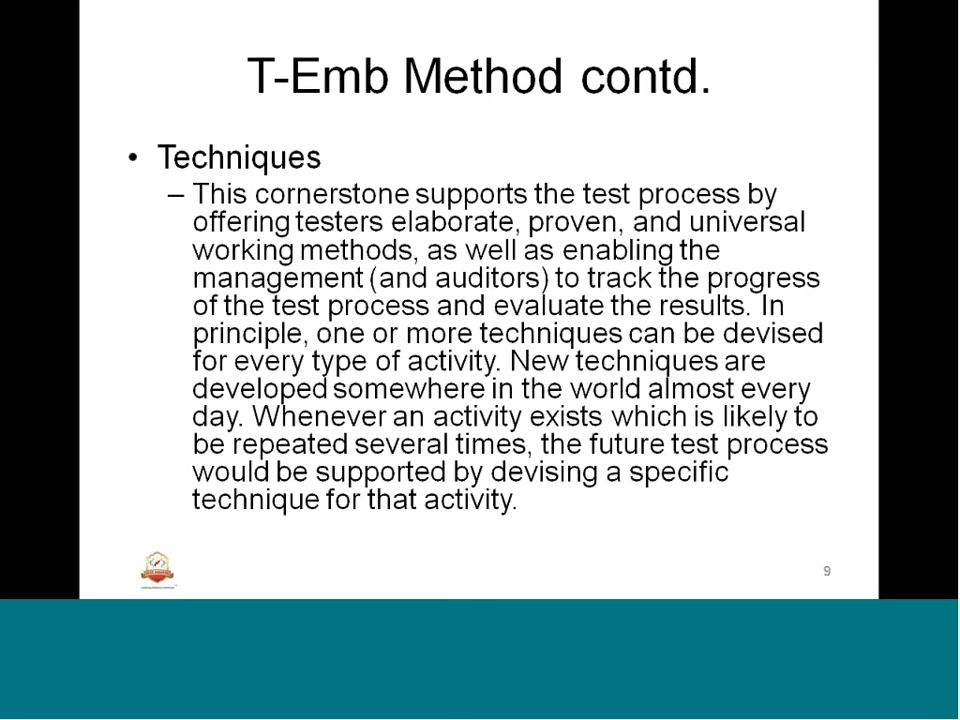 T-Emb Method contd.
• Techniques
– This cornerstone supports the test process by
offering testers elaborate, proven, and universal
working methods, as well as enabling the
management (and auditors) to track the progress
of the test process and evaluate the results. In
principle, one or more techniques can be devised
for every type of activity. New techniques are
developed somewhere in the world almost every
day. Whenever an activity exists which is likely to
be repeated several times, the future test process
would be supported by devising a specific
technique for that activity.
9